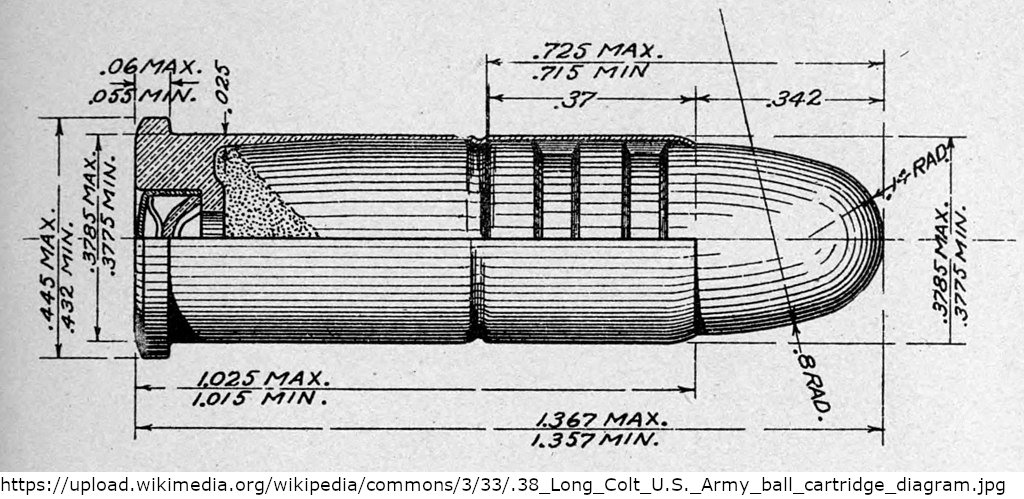 .725 MAX.
.715 MIN
.06 MAX.
.055 MIN.
.025
.37
.342
.14 RAD.
.445 MAX.
.432 MIN.
.3785 MAX.
.3775 MIN.
.3785 MAX.
.3775 MIN.
.8 RAD.
1.025 MAX.
1.015 MIN.
1.367 MAX.
1.357 MIN.
https://upload.wikimedia.org/wikipedia/commons/3/33/.38_Long_Colt_U.S._Army_ball_cartridge_diagram.jpg